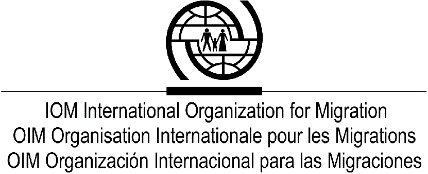 IOM International Organization for Migration
OIM Organisation Internationale pour les Migrations
OIM Organización Internacional para las Migraciones